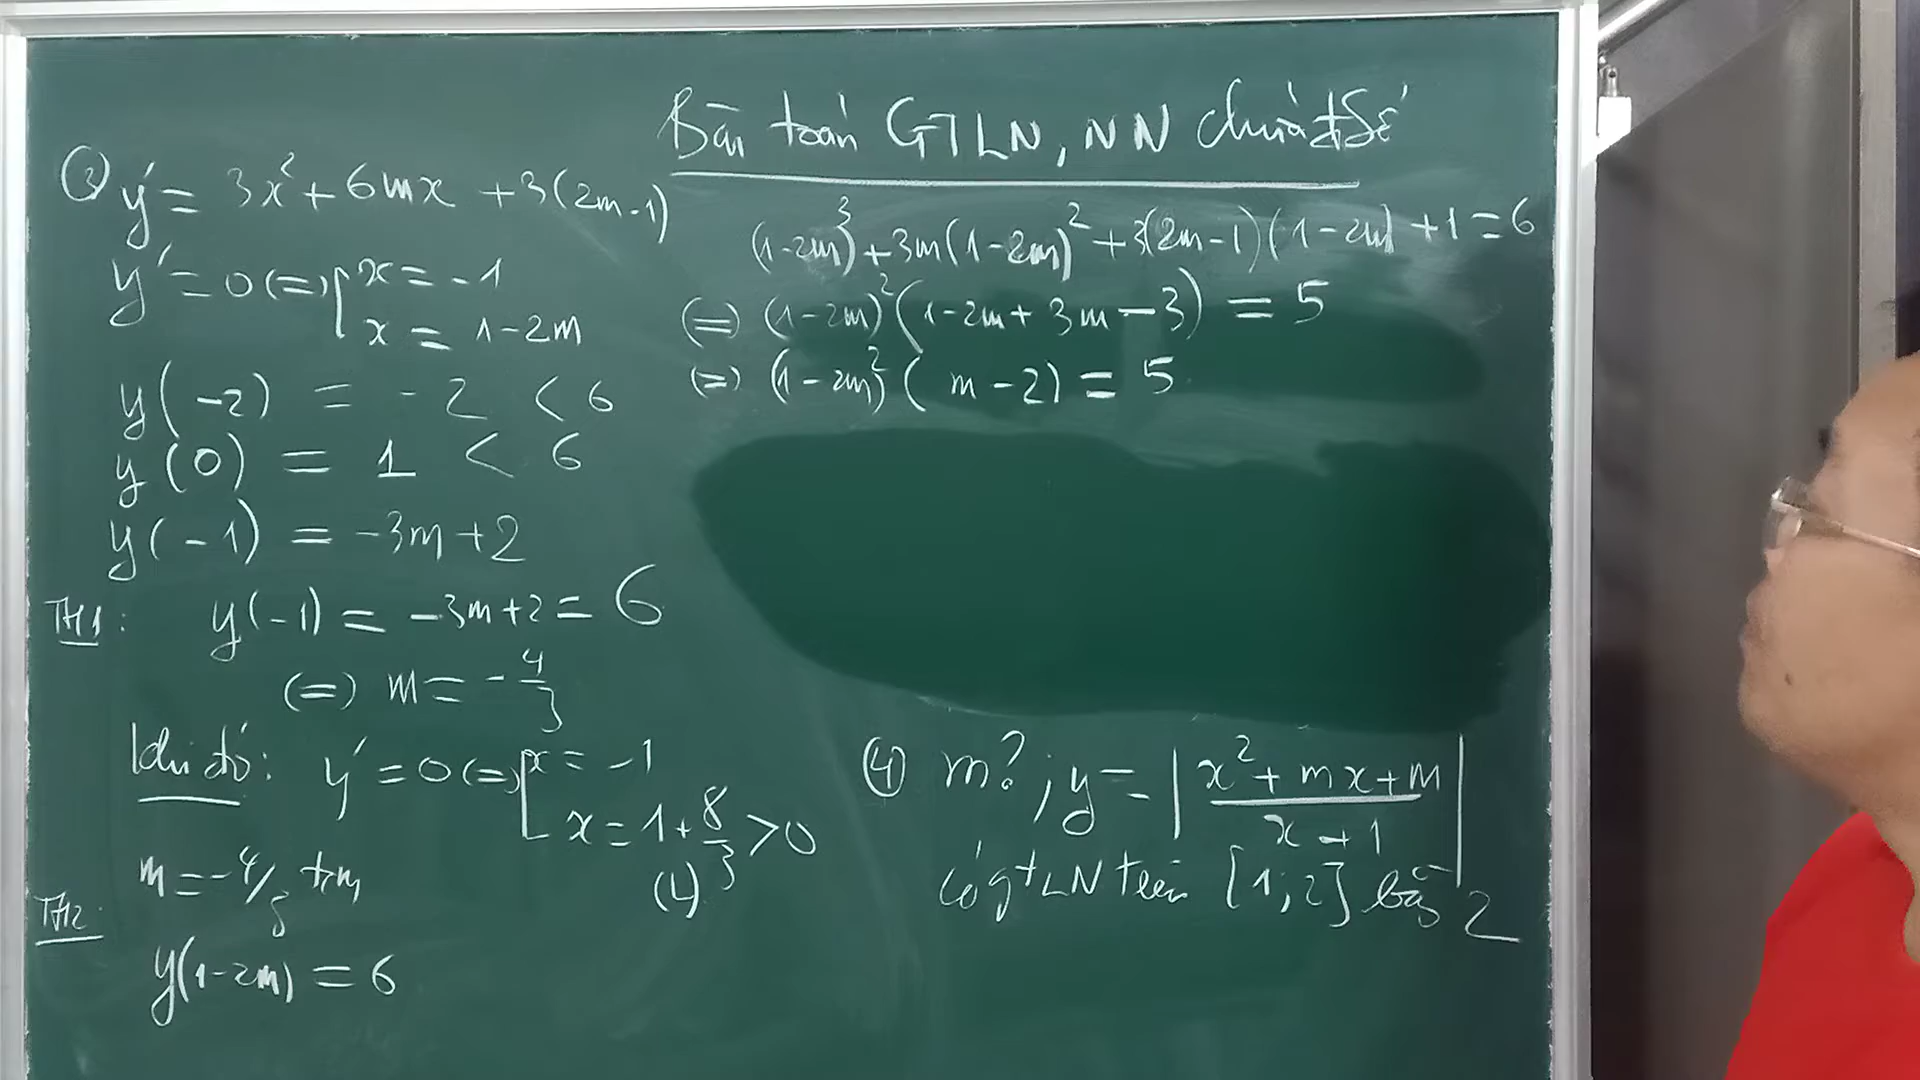 Bài toán GTLN, NN chứa tSố
③ y' = 3x² + 6mx + 3(2m-1)
y' = 0 (=) [ x = -1
x = 1-2m
y(-2) = -2 < 6
y(0) = 1 < 6
y(-1) = -3m+2
TH1: y(-1) = -3m+2 = 6
(=) m = -4/3
khi đó: y' = 0 (=) [ x = -1
x = 1 + 8/3 > 0
(L)
m = -4/3 tm
TH2:
y(1-2m) = 6
(1-2m)³ + 3m(1-2m)² + 3(2m-1)(1-2m) + 1 = 6
(=) (1-2m)² (1-2m + 3m - 3) = 5
(=) (1-2m)² (m-2) = 5
④ m? ; y = | (x² + mx + m)/(x+1) |
có gtLN trên [1;2] bằng 2